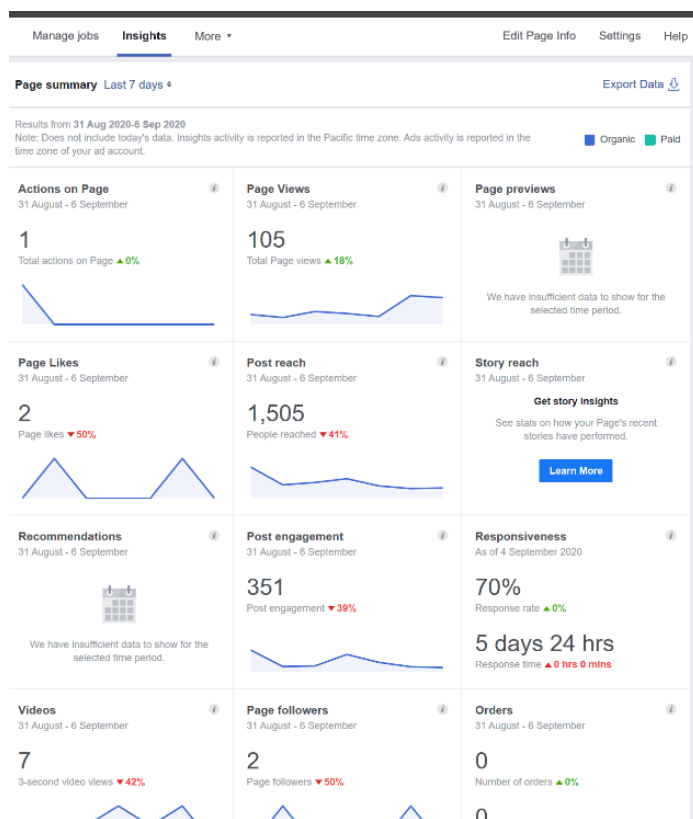 Manage jobs Insights More ▾ Edit Page Info Settings Help
Page summary Last 7 days Export Data
Results from 31 Aug 2020-6 Sep 2020
Note: Does not include today's data. Insights activity is reported in the Pacific time zone. Ads activity is reported in the
time zone of your ad account.
Organic Paid
Actions on Page
31 August - 6 September
1
Total actions on Page ▲ 0%
Page Views
31 August - 6 September
105
Total Page views ▲ 18%
Page previews
31 August - 6 September
We have insufficient data to show for the
selected time period.
Page Likes
31 August - 6 September
2
Page likes ▼ 50%
Post reach
31 August - 6 September
1,505
People reached ▼ 41%
Story reach
31 August - 6 September
Get story insights
See stats on how your Page's recent
stories have performed.
Learn More
Recommendations
31 August - 6 September
We have insufficient data to show for the
selected time period.
Post engagement
31 August - 6 September
351
Post engagement ▼ 39%
Responsiveness
As of 4 September 2020
70%
Response rate ▲ 0%
5 days 24 hrs
Response time ▲ 0 hrs 0 mins
Videos
31 August - 6 September
7
3-second video views ▼ 42%
Page followers
31 August - 6 September
2
Page followers ▼ 50%
Orders
31 August - 6 September
0
Number of orders ▲ 0%
0